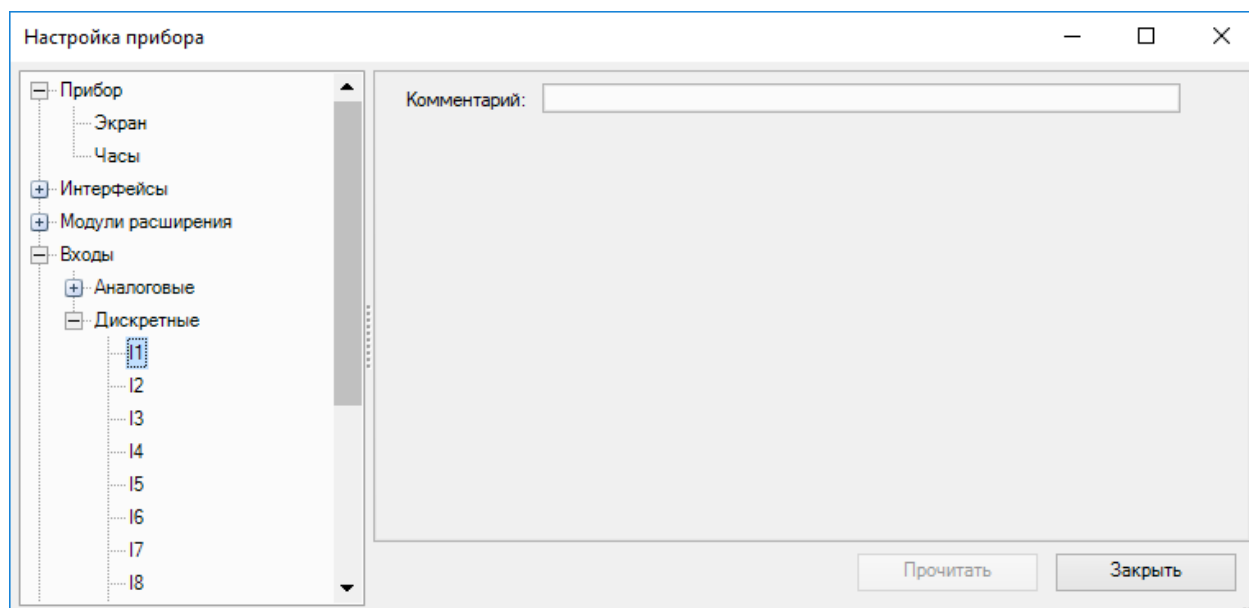 Настройка прибора
Прибор
Экран
Часы
Интерфейсы
Модули расширения
Входы
Аналоговые
Дискретные
I1
I2
I3
I4
I5
I6
I7
I8
Комментарий:
Прочитать
Закрыть